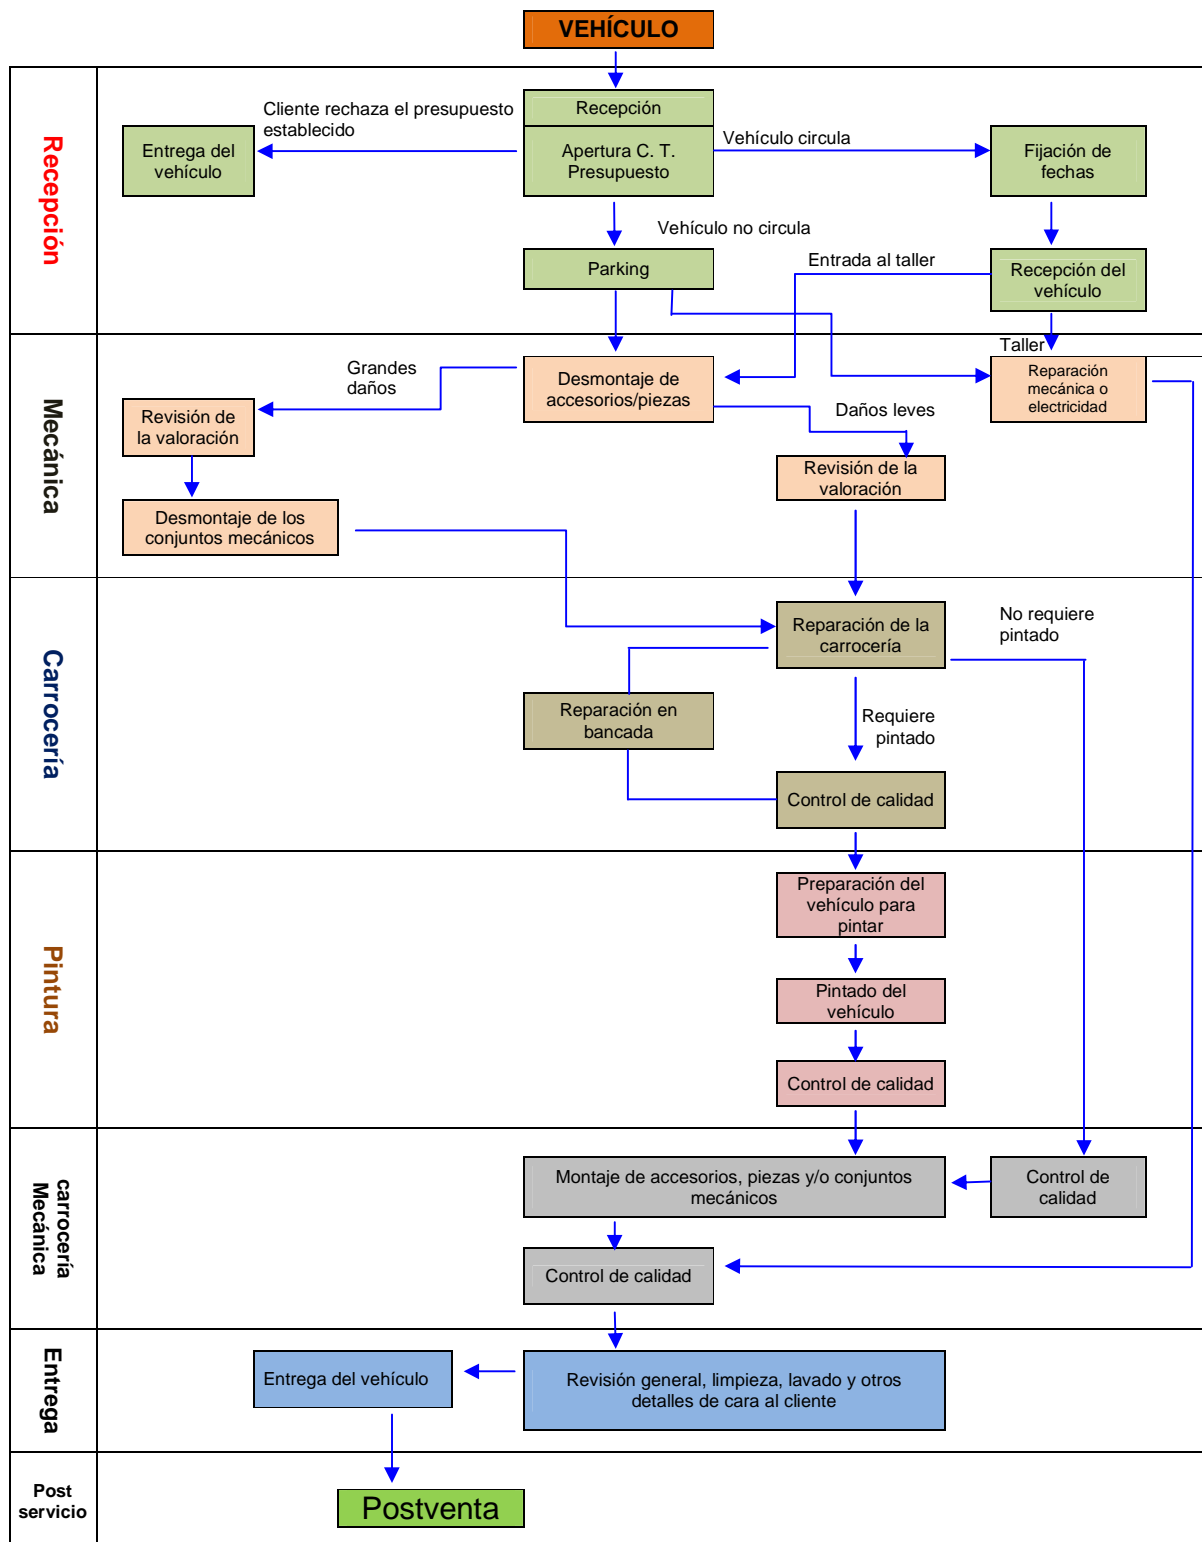 VEHÍCULO
Recepción
Cliente rechaza el presupuesto
establecido
Recepción
Entrega del
vehículo
Apertura C. T.
Presupuesto
Vehículo circula
Fijación de
fechas
Vehículo no circula
Parking
Entrada al taller
Recepción del
vehículo
Taller
Mecánica
Grandes
daños
Desmontaje de
accesorios/piezas
Reparación
mecánica o
electricidad
Revisión de
la valoración
Daños leves
Revisión de la
valoración
Desmontaje de los
conjuntos mecánicos
Carrocería
Reparación de la
carrocería
No requiere
pintado
Reparación en
bancada
Requiere
pintado
Control de calidad
Pintura
Preparación del
vehículo para
pintar
Pintado del
vehículo
Control de calidad
carrocería
Mecánica
Montaje de accesorios, piezas y/o conjuntos
mecánicos
Control de
calidad
Control de calidad
Entrega
Entrega del vehículo
Revisión general, limpieza, lavado y otros
detalles de cara al cliente
Post
servicio
Postventa